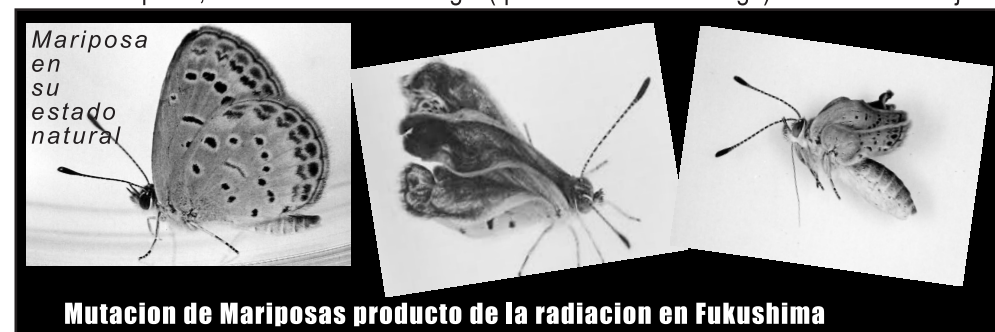 Mariposa
en
su
estado
natural
Mutacion de Mariposas producto de la radiacion en Fukushima